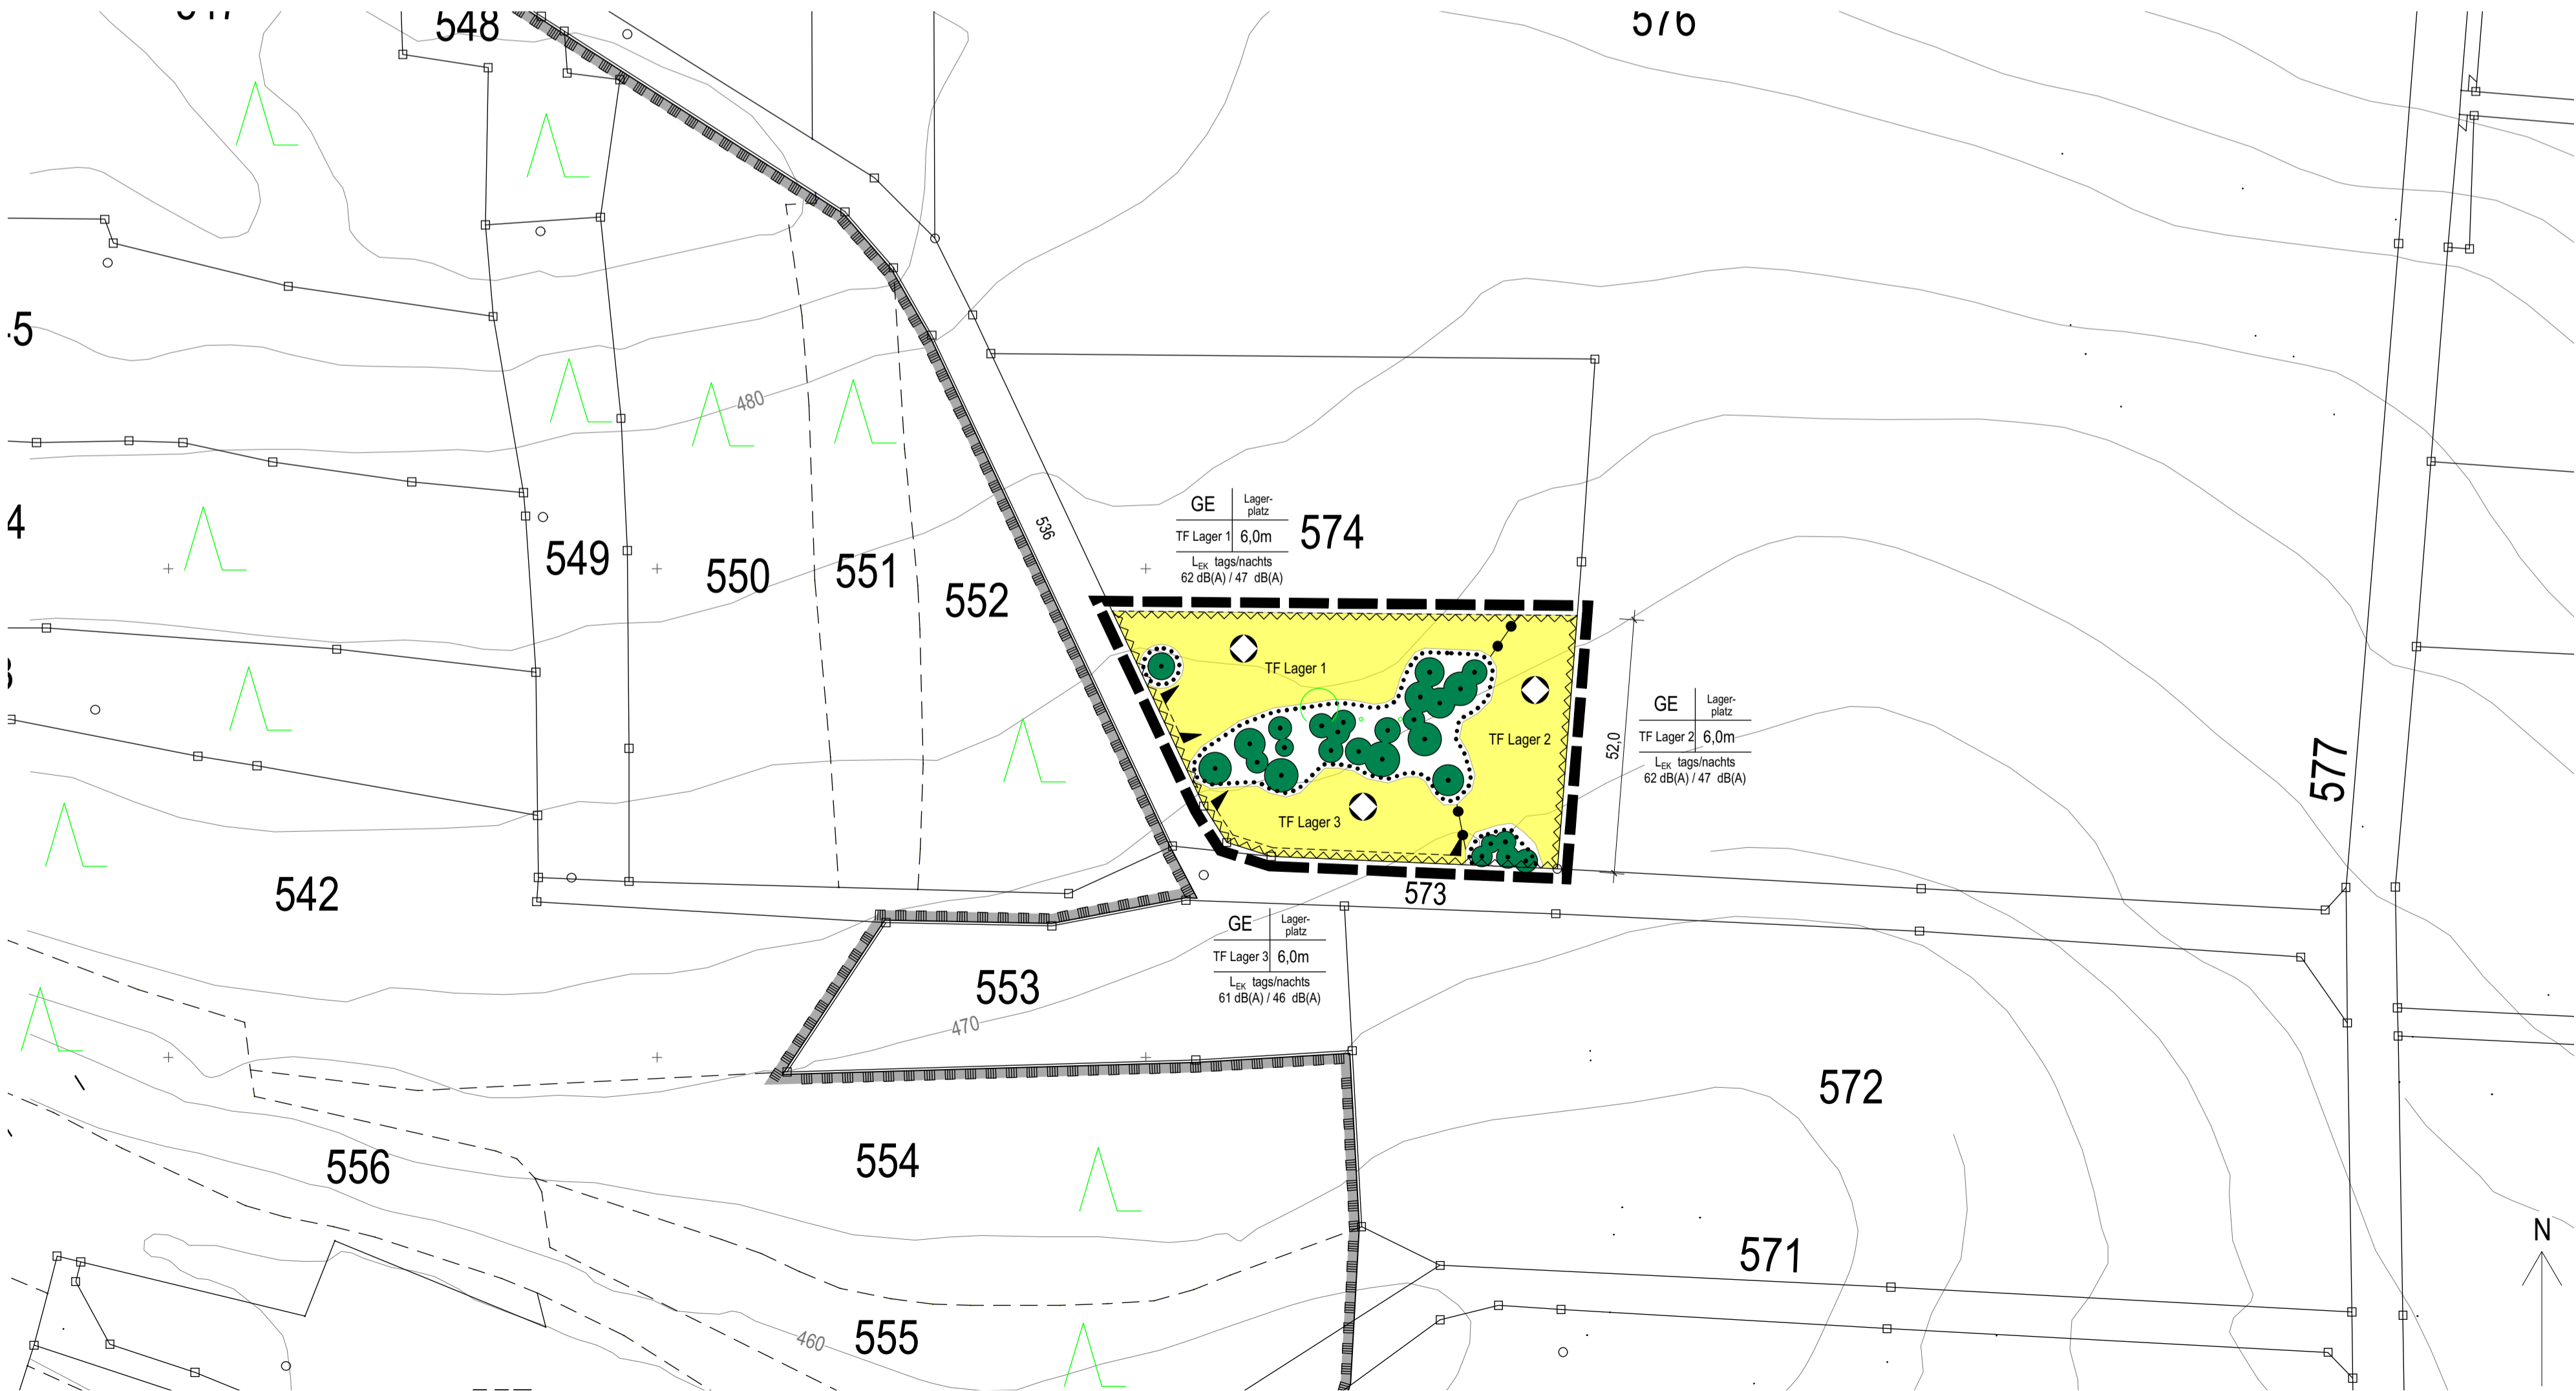 548
576
480
536
GE Lager-
platz
TF Lager 1 6,0m
LEK tags/nachts
62 dB(A) / 47 dB(A)
574
549
550
551
552
TF Lager 1
TF Lager 2
TF Lager 3
GE Lager-
platz
TF Lager 2 6,0m
LEK tags/nachts
62 dB(A) / 47 dB(A)
52,0
577
542
573
GE Lager-
platz
TF Lager 3 6,0m
LEK tags/nachts
61 dB(A) / 46 dB(A)
553
470
572
554
556
571
N
555
460